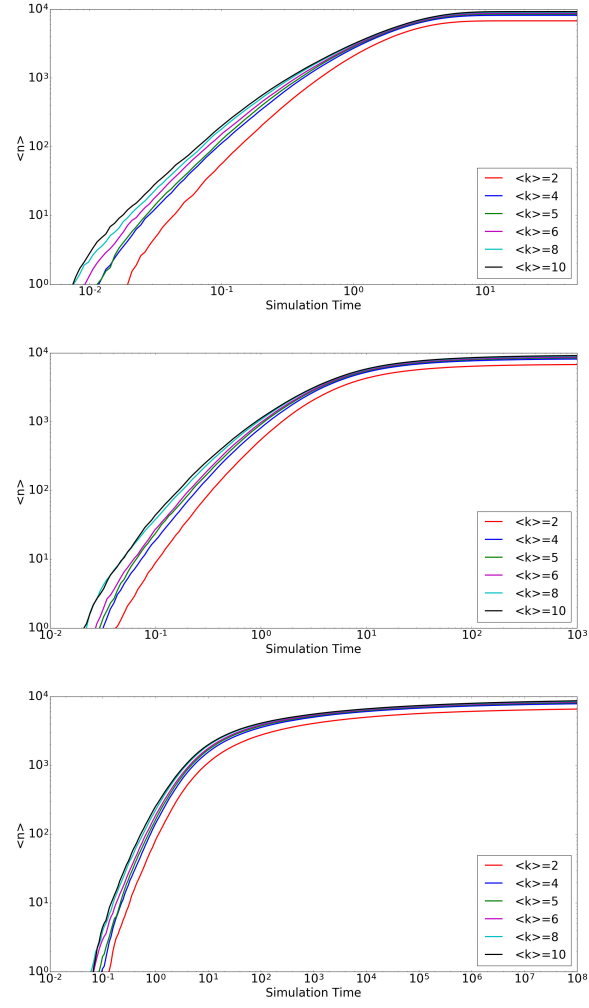 10^4
10^3
10^2
10^1
10^0
<n>
<k>=2
<k>=4
<k>=5
<k>=6
<k>=8
<k>=10
10^-2 10^-1 10^0 10^1
Simulation Time
10^4
10^3
10^2
10^1
10^0
<n>
<k>=2
<k>=4
<k>=5
<k>=6
<k>=8
<k>=10
10^-2 10^-1 10^0 10^1 10^2 10^3
Simulation Time
10^4
10^3
10^2
10^1
10^0
<n>
<k>=2
<k>=4
<k>=5
<k>=6
<k>=8
<k>=10
10^-2 10^-1 10^0 10^1 10^2 10^3 10^4 10^5 10^6 10^7 10^8
Simulation Time